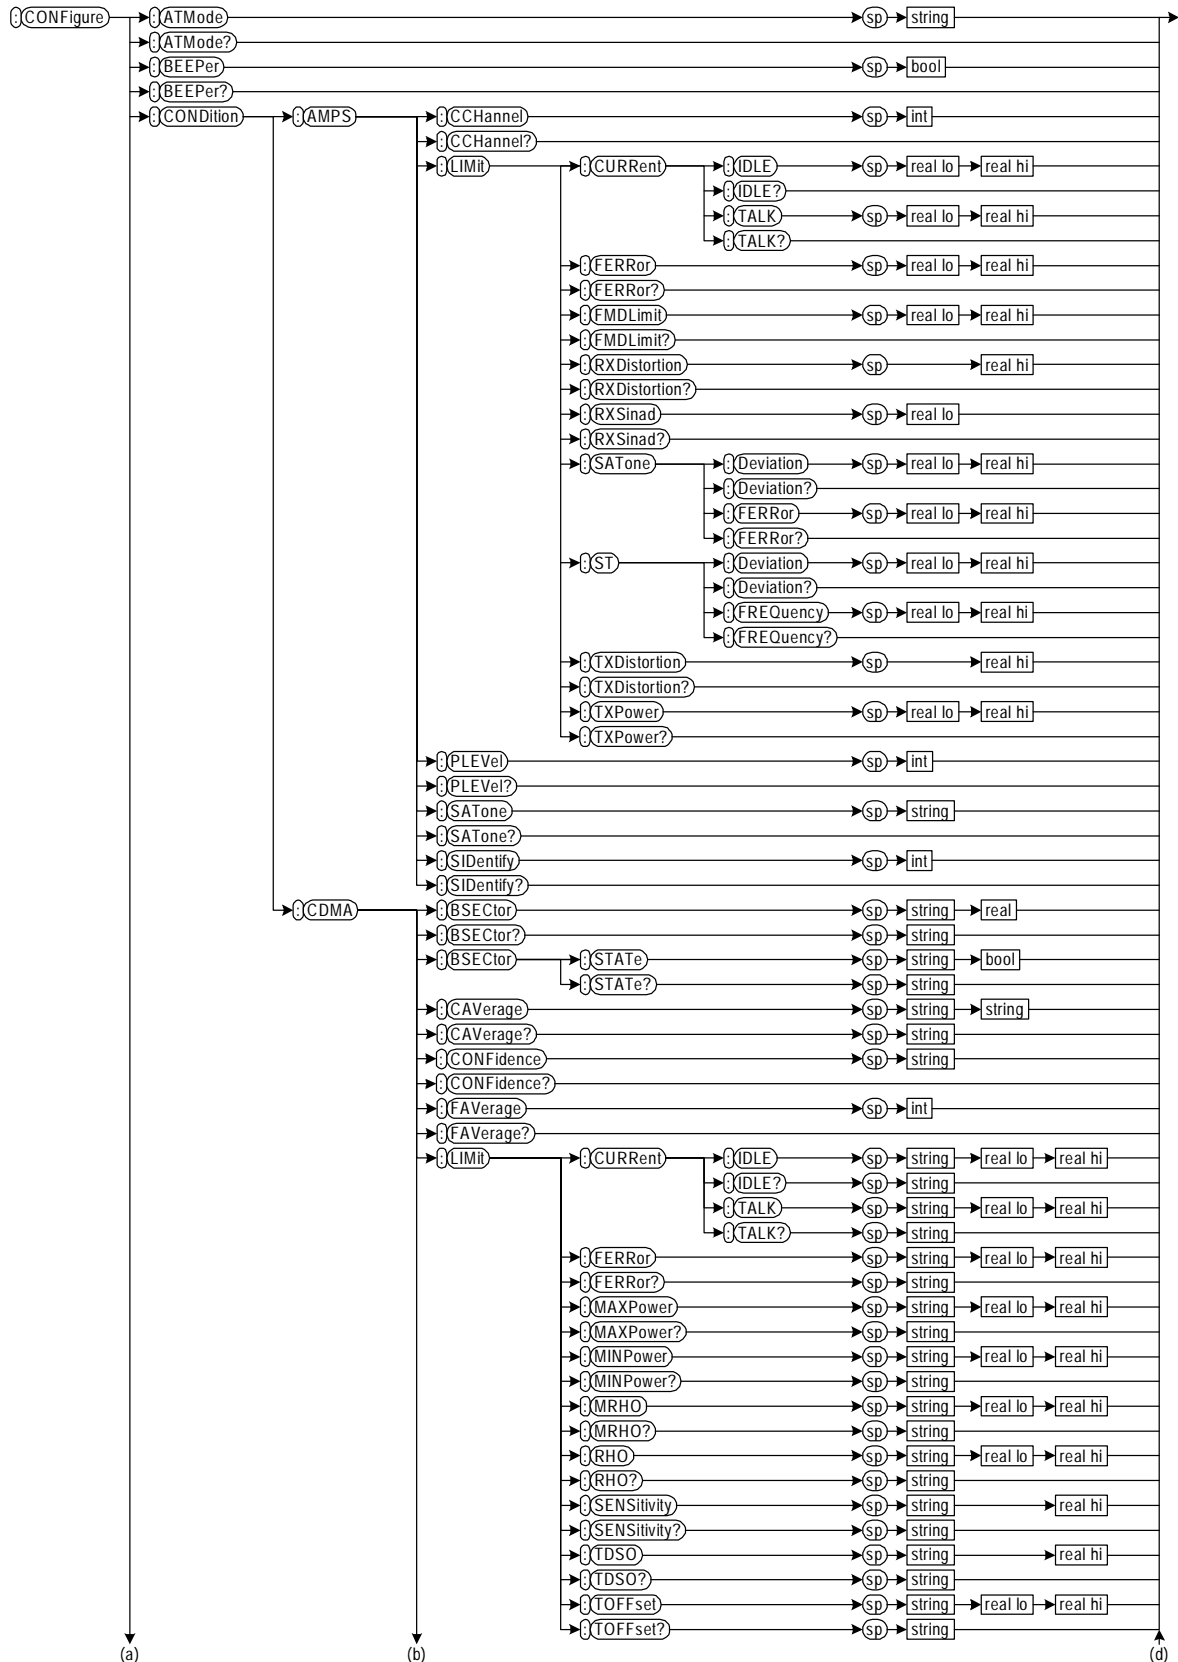 :CONFigure :ATMode sp string
:ATMode?
:BEEPer sp bool
:BEEPer?
:CONDition :AMPS :CCHannel sp int
:CCHannel?
:LIMit :CURRent :IDLE sp real lo real hi
:IDLE?
:TALK sp real lo real hi
:TALK?
:FERRor sp real lo real hi
:FERRor?
:FMDLimit sp real lo real hi
:FMDLimit?
:RXDistortion sp real hi
:RXDistortion?
:RXSinad sp real lo
:RXSinad?
:SATone :Deviation sp real lo real hi
:Deviation?
:FERRor sp real lo real hi
:FERRor?
:ST :Deviation sp real lo real hi
:Deviation?
:FREQuency sp real lo real hi
:FREQuency?
:TXDistortion sp real hi
:TXDistortion?
:TXPower sp real lo real hi
:TXPower?
:PLEVel sp int
:PLEVel?
:SATone sp string
:SATone?
:SIDentify sp int
:SIDentify?
:CDMA :BSECtor sp string real
:BSECtor? sp string
:BSECtor :STATe sp string bool
:STATe? sp string
:CAVerage sp string string
:CAVerage? sp string
:CONFidence sp string
:CONFidence?
:FAVerage sp int
:FAVerage?
:LIMit :CURRent :IDLE sp string real lo real hi
:IDLE? sp string
:TALK sp string real lo real hi
:TALK? sp string
:FERRor sp string real lo real hi
:FERRor? sp string
:MAXPower sp string real lo real hi
:MAXPower? sp string
:MINPower sp string real lo real hi
:MINPower? sp string
:MRHO sp string real lo real hi
:MRHO? sp string
:RHO sp string real lo real hi
:RHO? sp string
:SENSitivity sp string real hi
:SENSitivity? sp string
:TDSO sp string real hi
:TDSO? sp string
:TOFFset sp string real lo real hi
:TOFFset? sp string
(a) (b) (d)